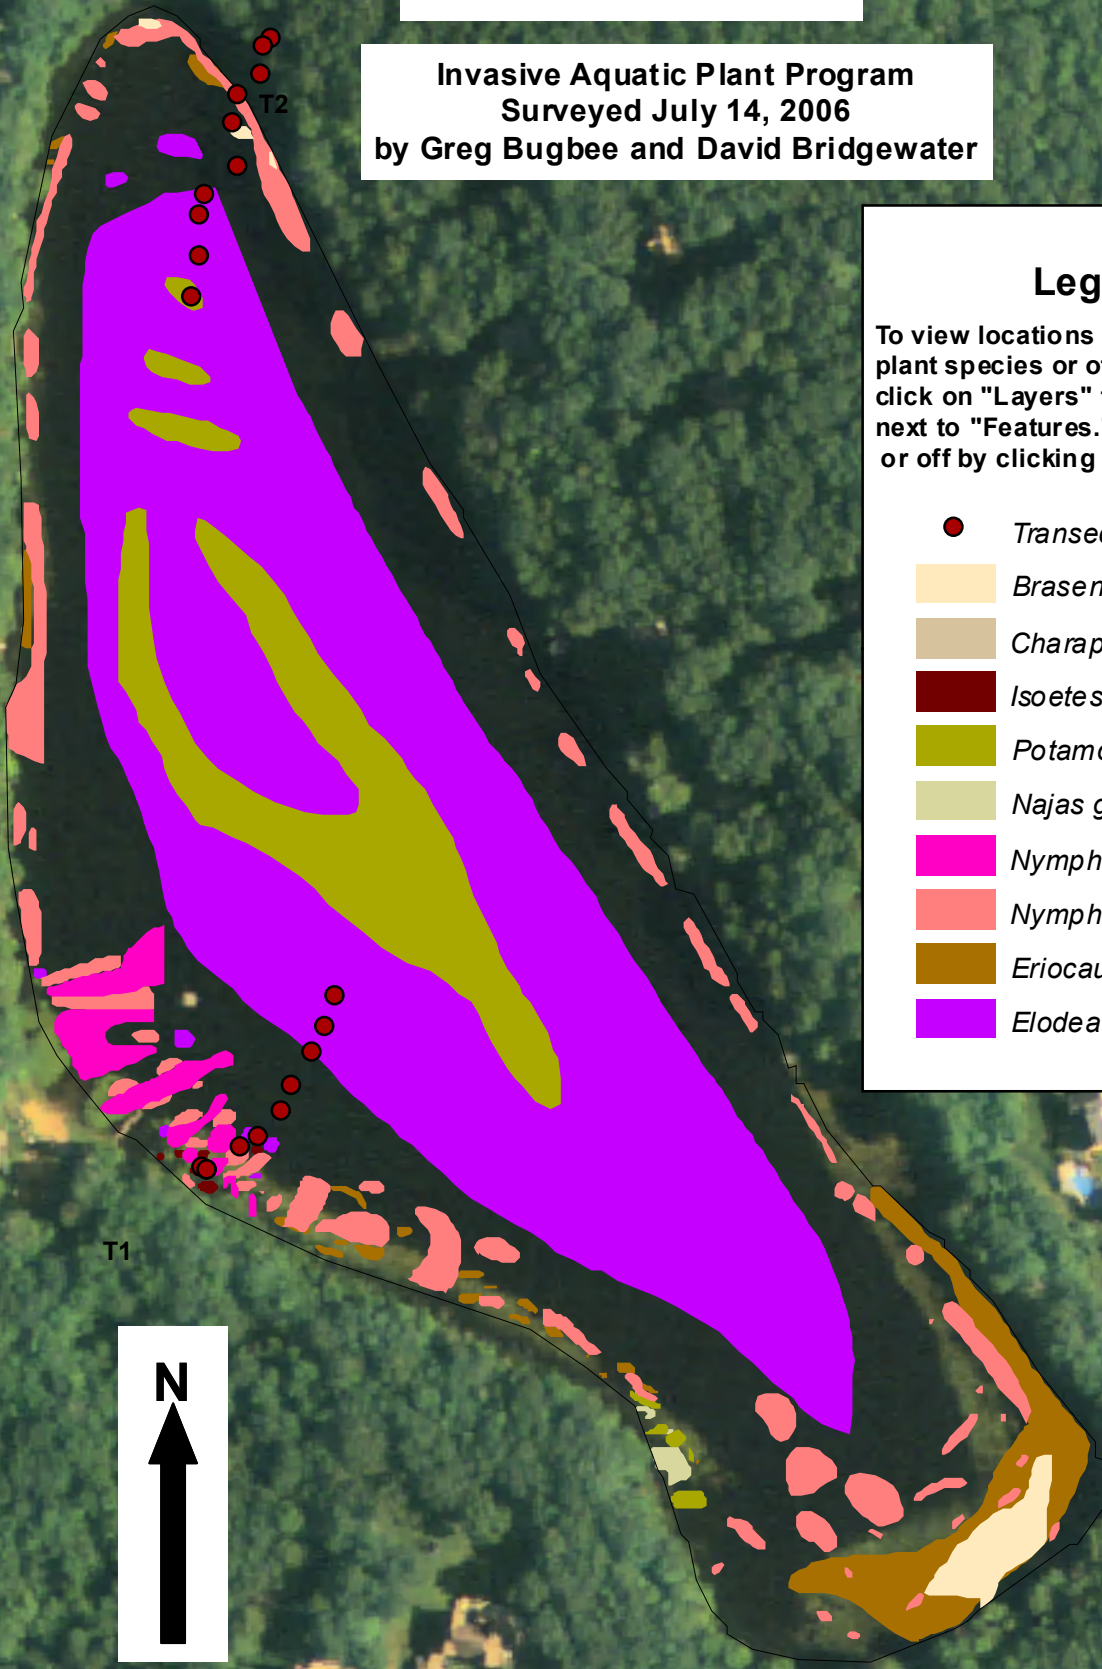 Invasive Aquatic Plant Program
Surveyed July 14, 2006
by Greg Bugbee and David Bridgewater
T2
Leg
To view locations
plant species or o
click on "Layers"
next to "Features.
or off by clicking
Transe
Brasen
Charap
Isoetes
Potamo
Najas g
Nymph
Nymph
Eriocau
Elodea
T1
N